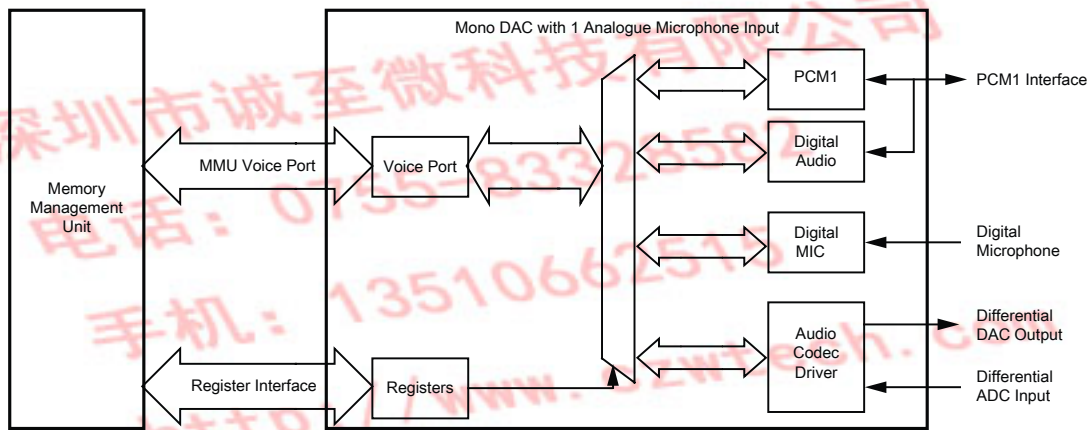 Mono DAC with 1 Analogue Microphone Input
深圳市诚至微科技有限公司
PCM1
PCM1 Interface
Digital
Audio
MMU Voice Port
Voice Port
Memory
Management
Unit
电话：0755-83328592
Digital
MIC
Digital
Microphone
手机：13510662515
Differential
DAC Output
Audio
Codec
Driver
Register Interface
Registers
Differential
ADC Input
http://www.szwtech.com